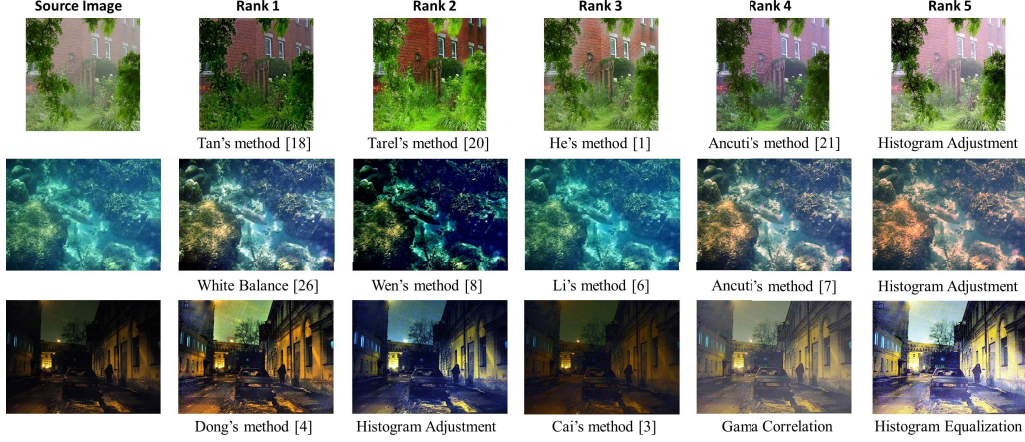 Source Image Rank 1 Rank 2 Rank 3 Rank 4 Rank 5
Tan's method [18] Tarel's method [20] He's method [1] Ancuti's method [21] Histogram Adjustment
White Balance [26] Wen's method [8] Li's method [6] Ancuti's method [7] Histogram Adjustment
Dong's method [4] Histogram Adjustment Cai's method [3] Gama Correlation Histogram Equalization